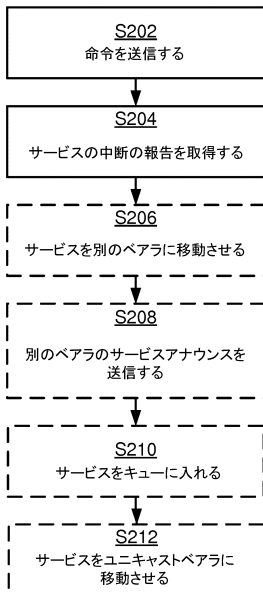 S202
命令を送信する
S204
サービスの中断の報告を取得する
S206
サービスを別のベアラに移動させる
S208
別のベアラのサービスアナウンスを
送信する
S210
サービスをキューに入れる
S212
サービスをユニキャストベアラに
移動させる